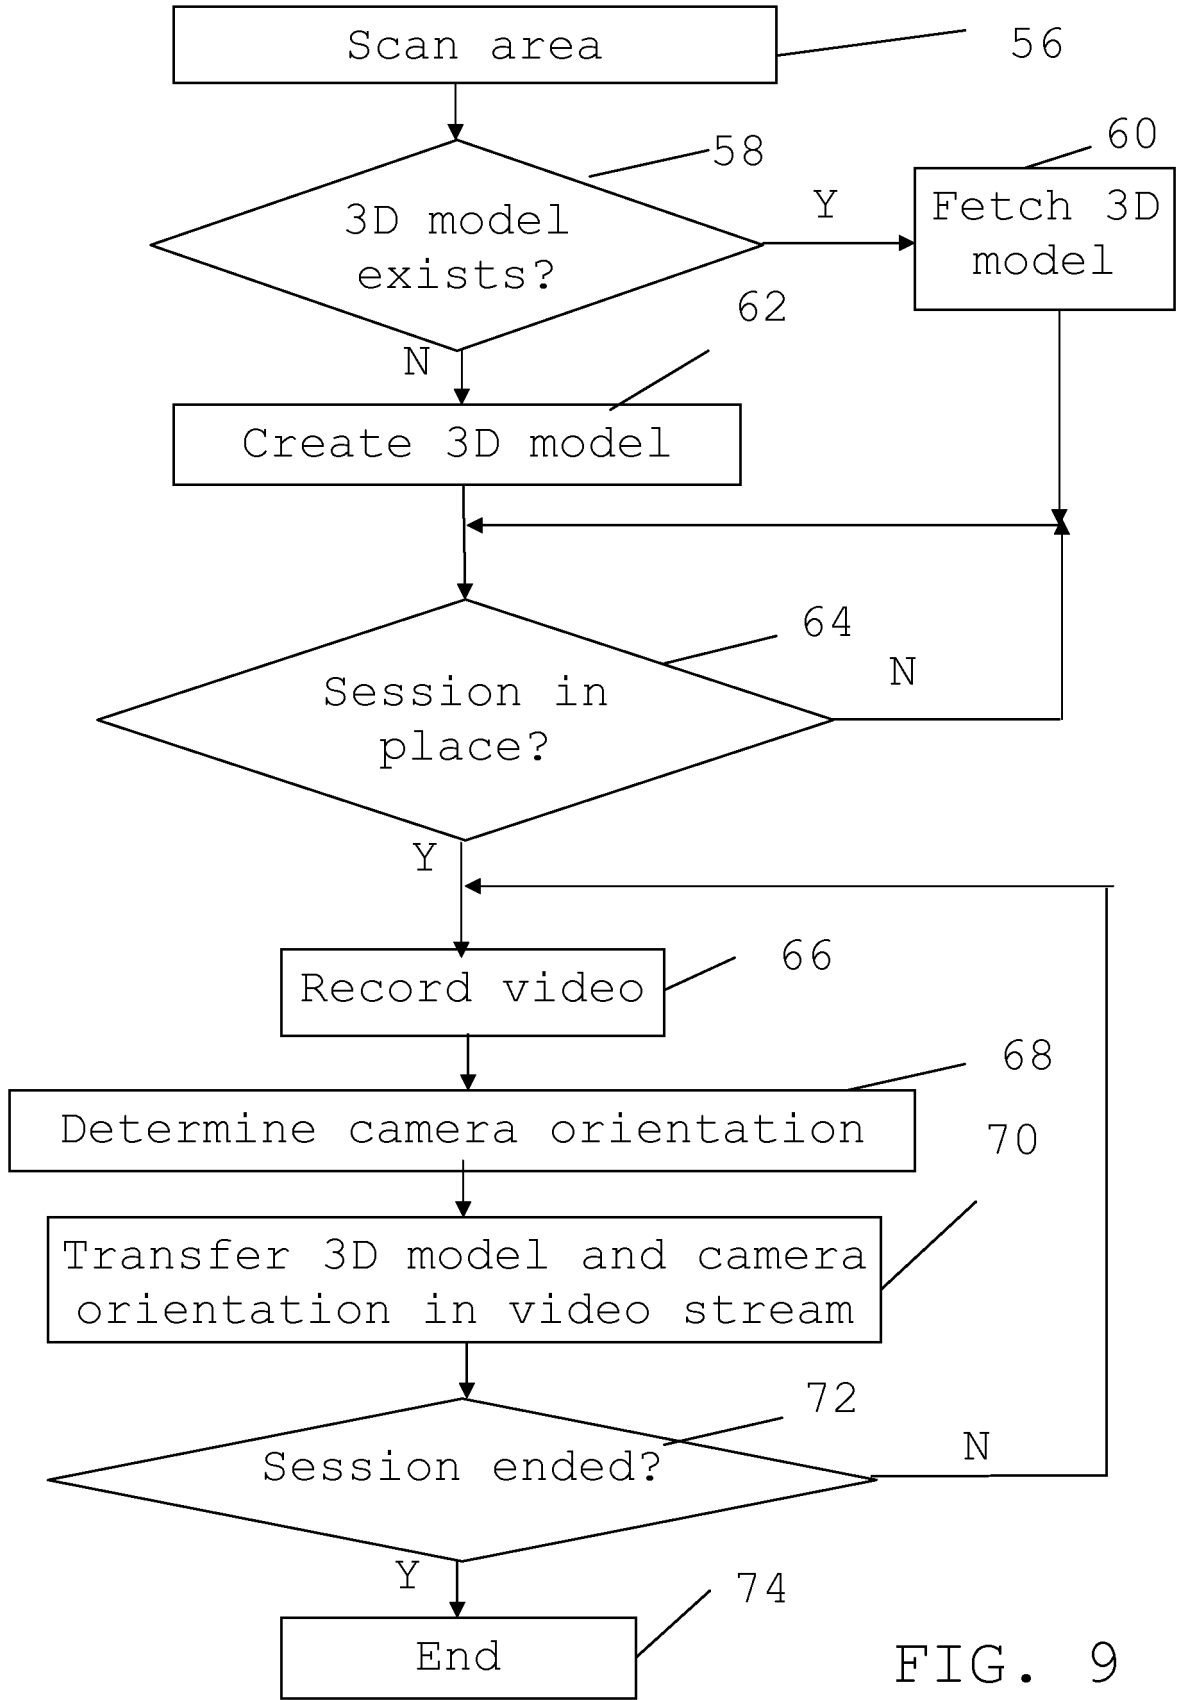 Scan area
56
58
60
3D model
exists?
Y
Fetch 3D
model
62
N
Create 3D model
64
Session in
place?
N
Y
66
Record video
68
Determine camera orientation
70
Transfer 3D model and camera
orientation in video stream
72
Session ended?
N
Y
74
End
FIG. 9